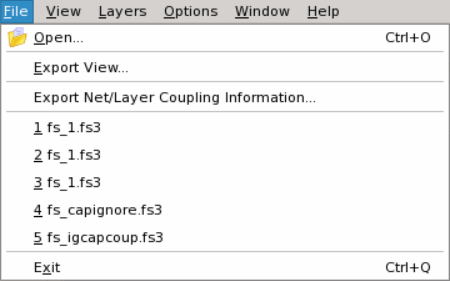 File View Layers Options Window Help
Open... Ctrl+O
Export View...
Export Net/Layer Coupling Information...
1 fs_1.fs3
2 fs_1.fs3
3 fs_1.fs3
4 fs_capignore.fs3
5 fs_igcapcoup.fs3
Exit Ctrl+Q